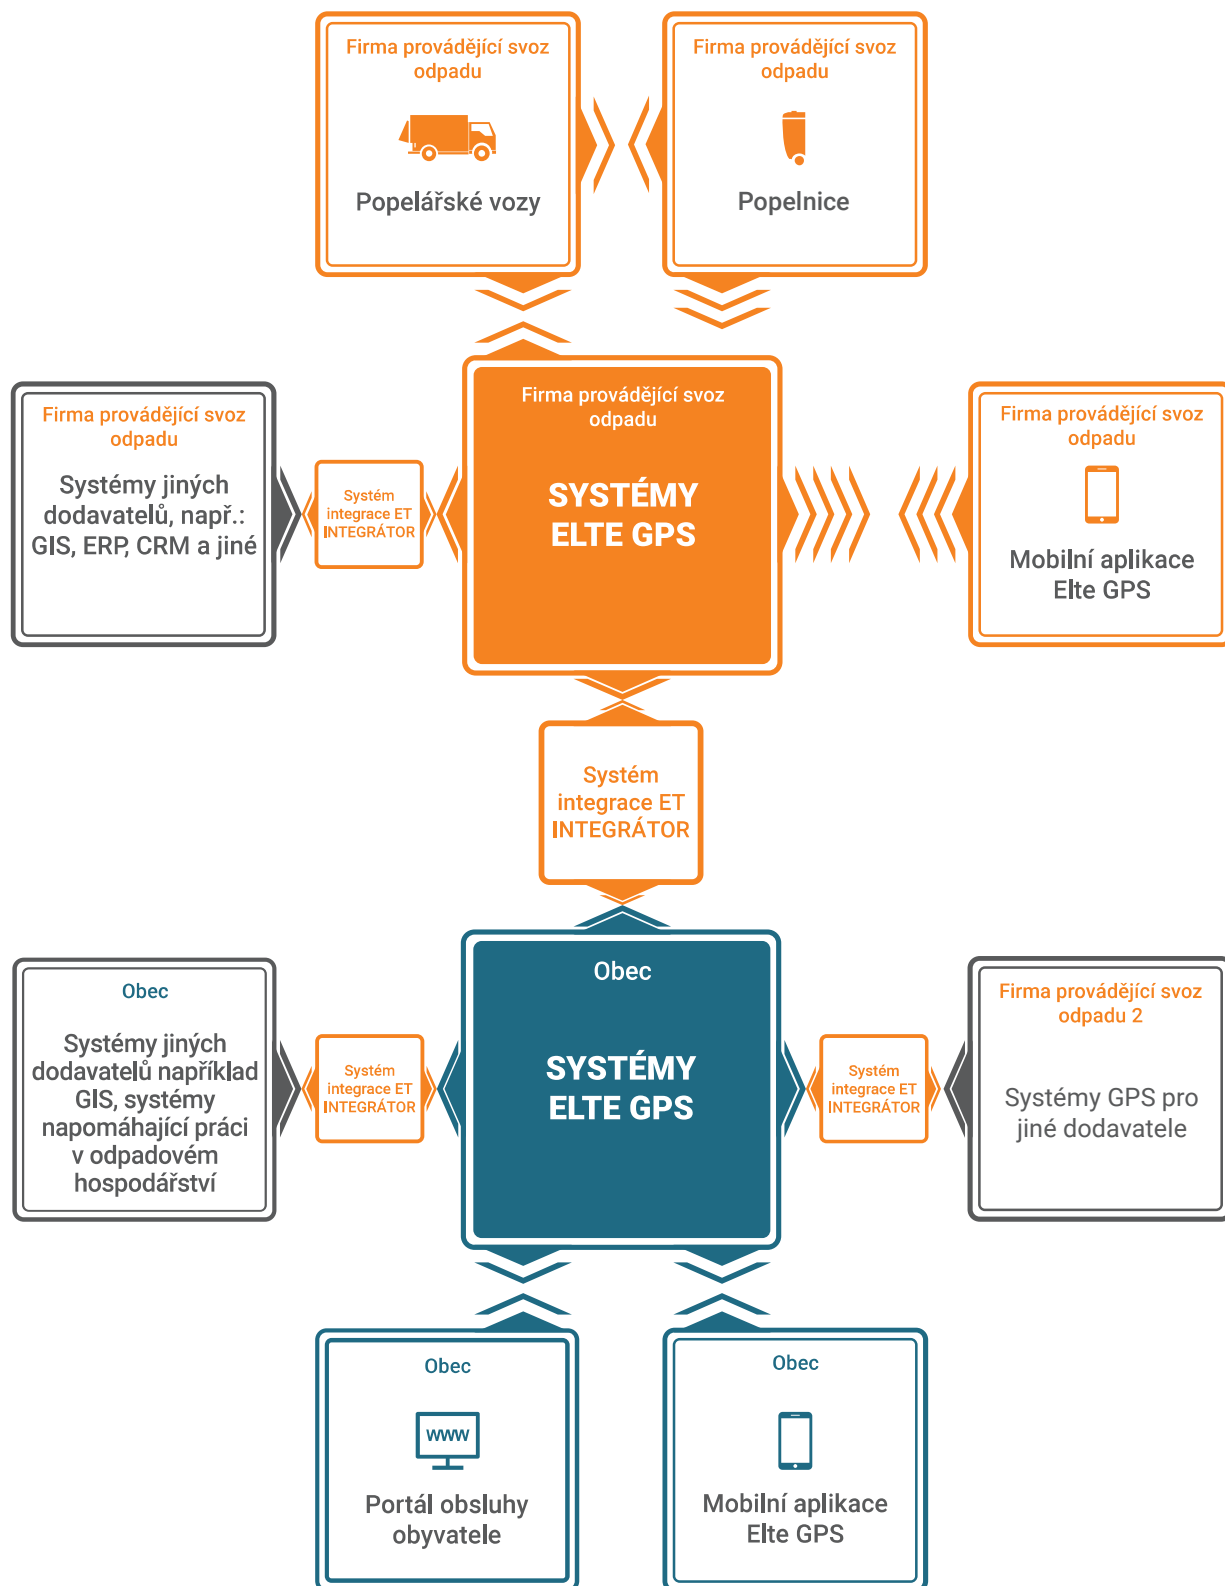 Firma provádějící svoz
odpadu
Popelářské vozy
Firma provádějící svoz
odpadu
Popelnice
Firma provádějící svoz
odpadu
Systémy jiných
dodavatelů, např.:
GIS, ERP, CRM a jiné
Systém
integrace ET
INTEGRÁTOR
Firma provádějící svoz
odpadu
SYSTÉMY
ELTE GPS
Firma provádějící svoz
odpadu
Mobilní aplikace
Elte GPS
Systém
integrace ET
INTEGRÁTOR
Obec
Systémy jiných
dodavatelů například
GIS, systémy
napomáhající práci
v odpadovém
hospodářství
Systém
integrace ET
INTEGRÁTOR
Obec
SYSTÉMY
ELTE GPS
Systém
integrace ET
INTEGRÁTOR
Firma provádějící svoz
odpadu 2
Systémy GPS pro
jiné dodavatele
Obec
WWW
Portál obsluhy
obyvatele
Obec
Mobilní aplikace
Elte GPS